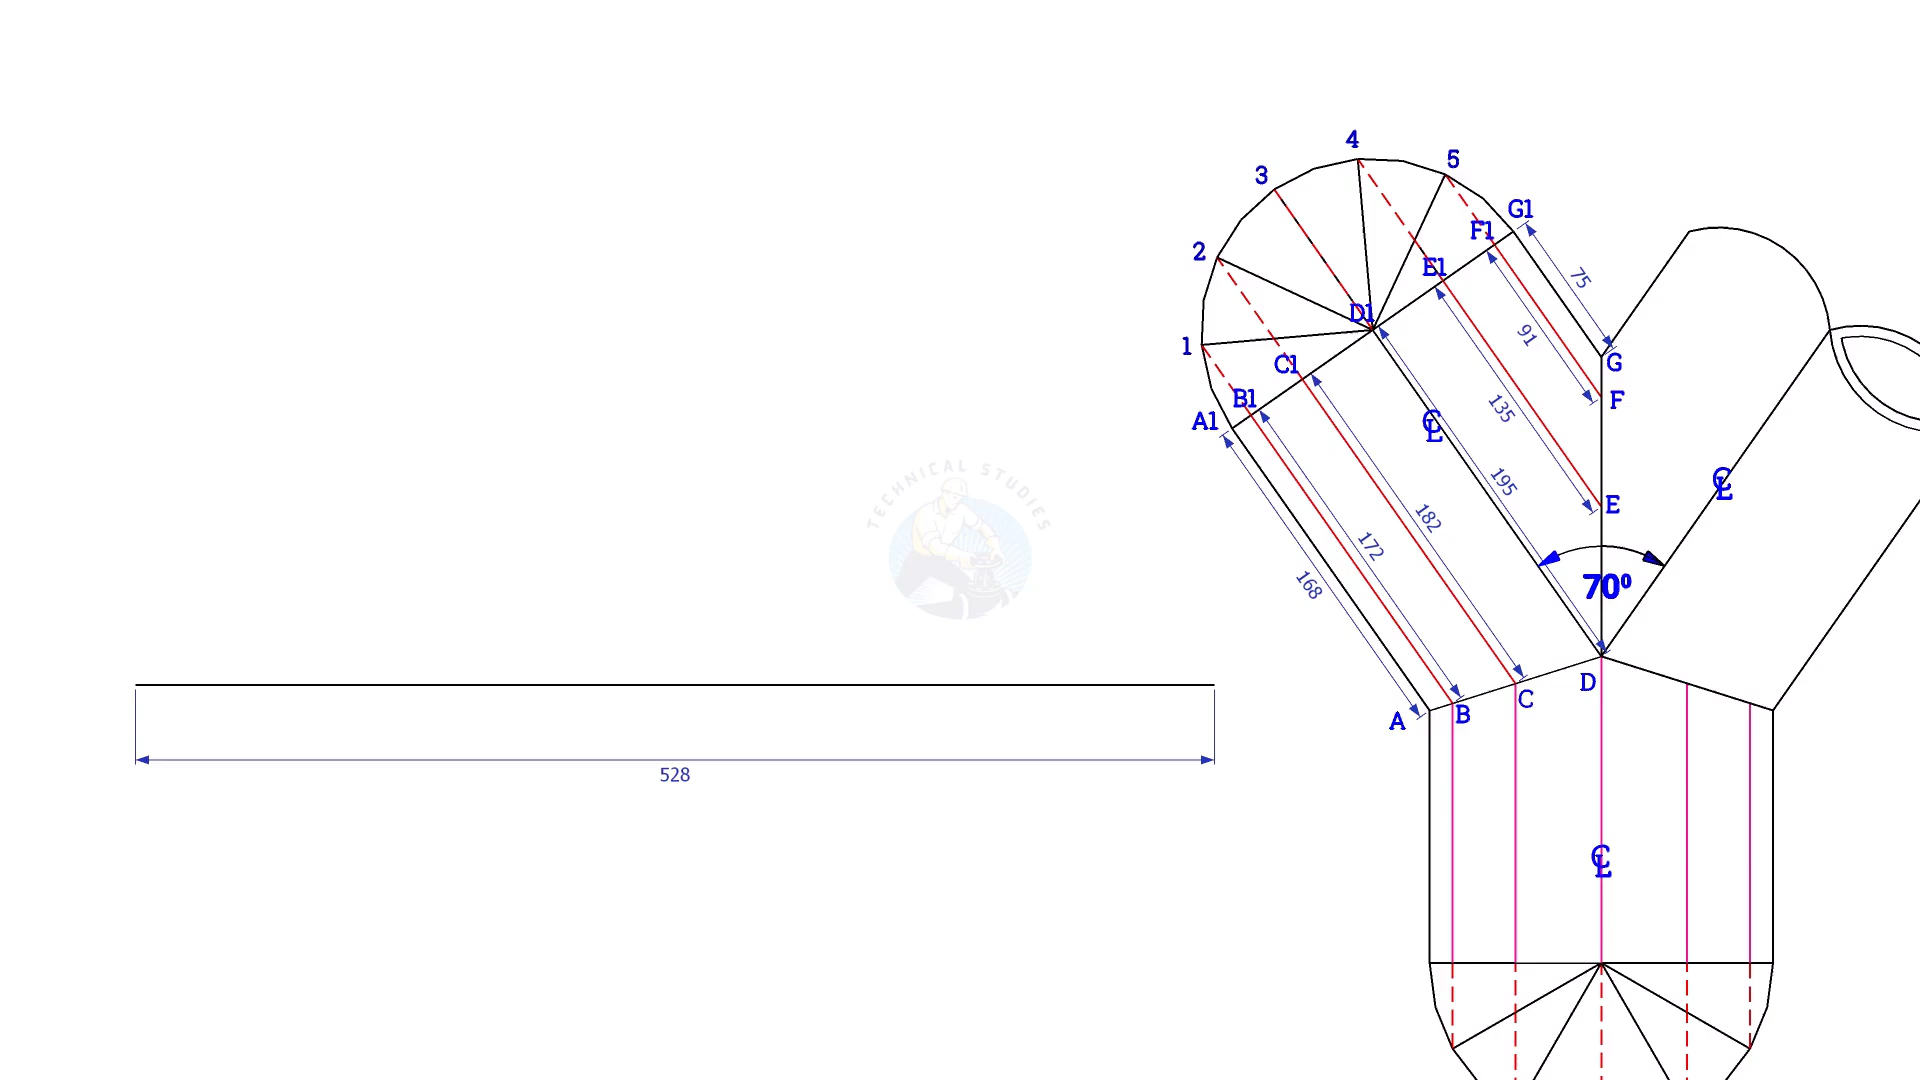 4
5
3
G1
F1
2
E1
75
D1
91
1
C1
G
B1
F
135
A1
C
L
C
L
195
E
182
TECHNICAL STUDIES
172
168
70⁰
D
C
B
A
528
C
L